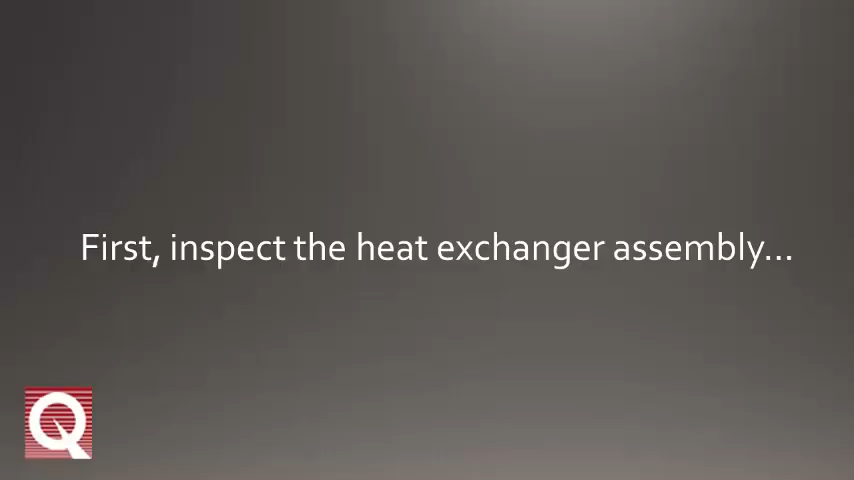 First, inspect the heat exchanger assembly...
Q